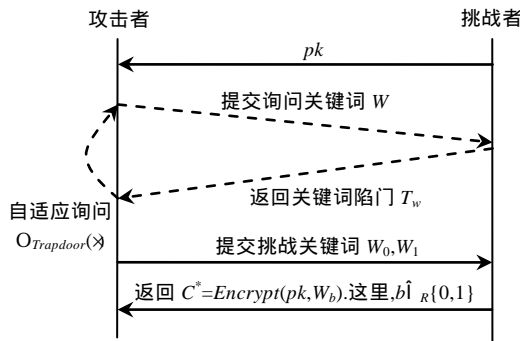 攻击者 挑战者
pk
提交询问关键词 W
返回关键词陷门 T_w
自适应询问
O_Trapdoor(×)
提交挑战关键词 W_0,W_1
返回 C^*=Encrypt(pk,W_b).这里,bÎ_R{0,1}